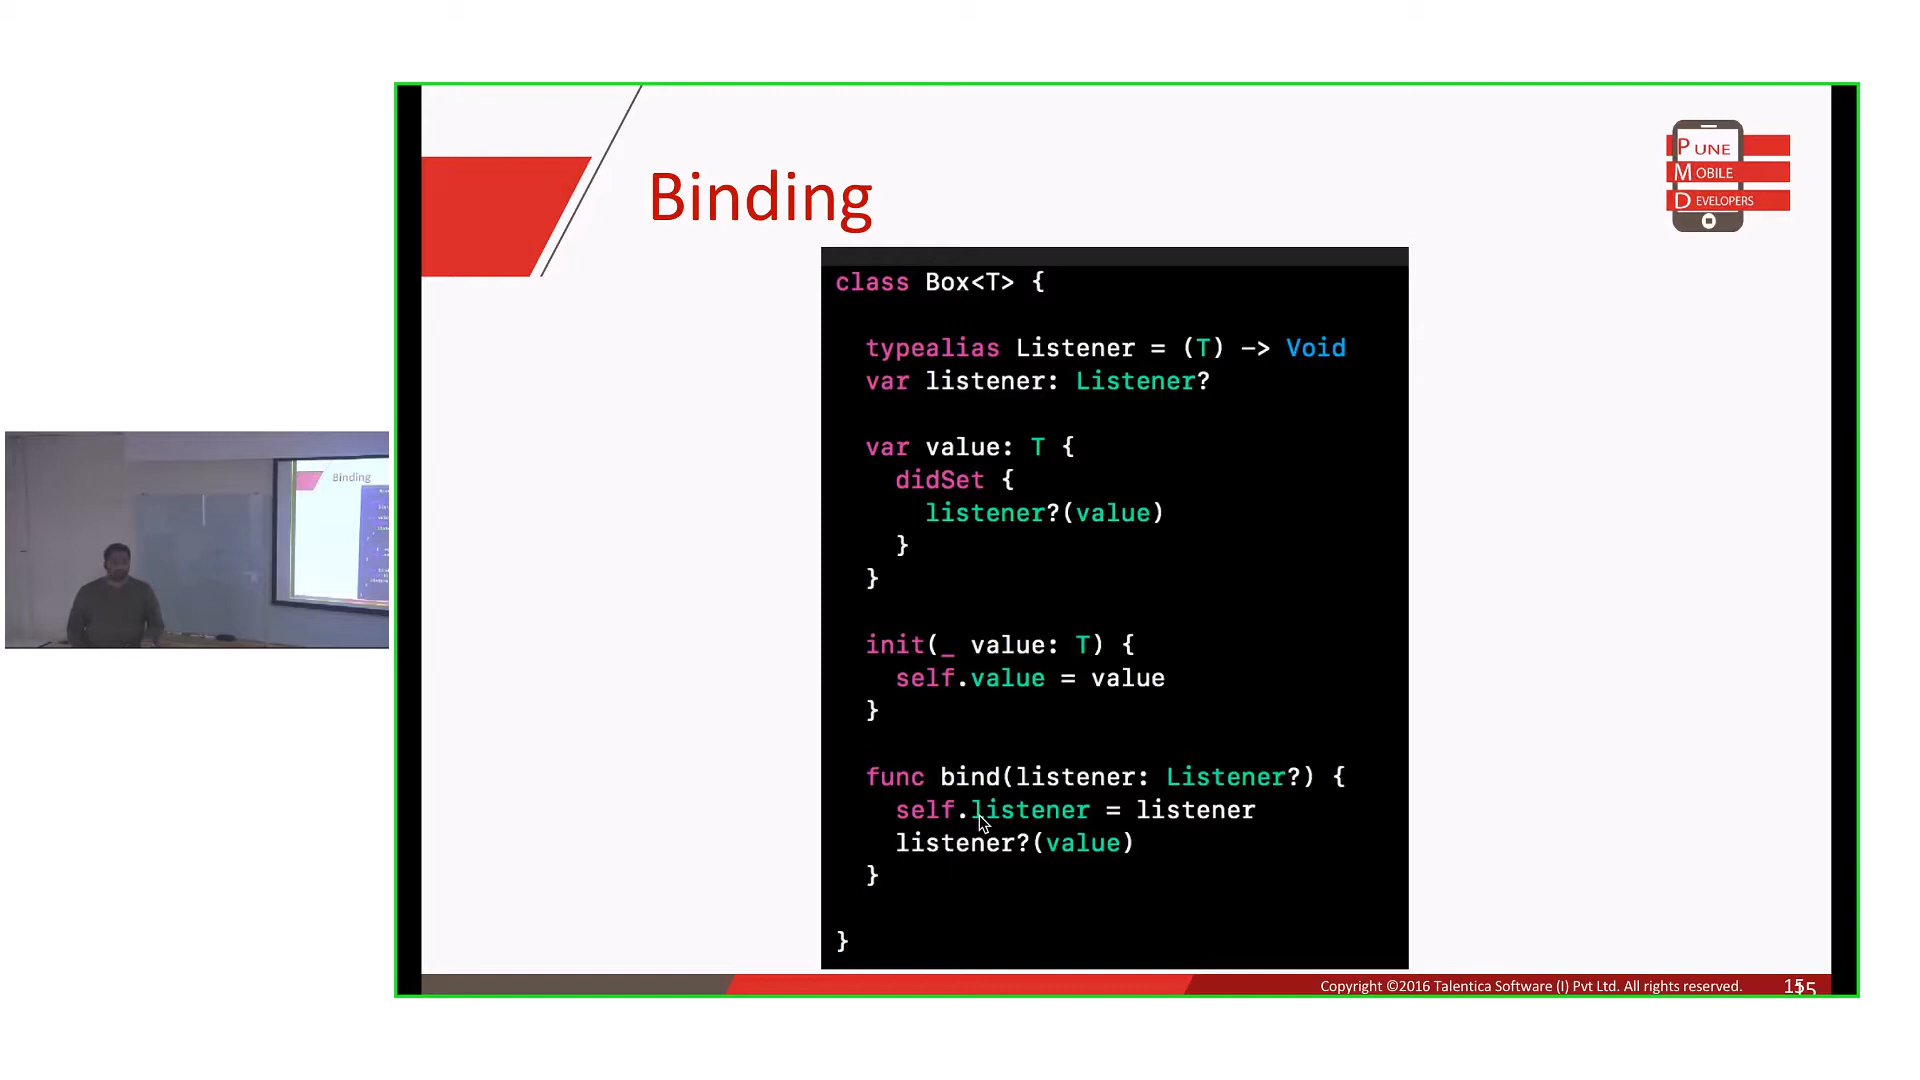 Binding
PUNE
MOBILE
DEVELOPERS
class Box<T> {
typealias Listener = (T) -> Void
var listener: Listener?
var value: T {
didSet {
listener?(value)
}
}
init(_ value: T) {
self.value = value
}
func bind(listener: Listener?) {
self.listener = listener
listener?(value)
}
}
Copyright ©2016 Talentica Software (I) Pvt Ltd. All rights reserved.
15
Binding